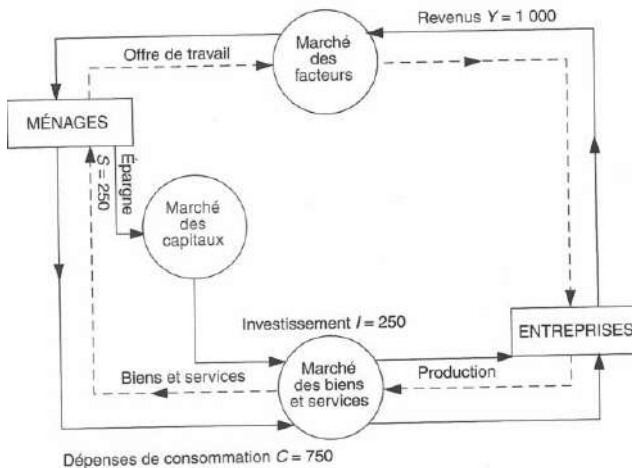 Revenus Y = 1 000
Offre de travail
Marché
des
facteurs
MÉNAGES
Épargne
S = 250
Marché
des
capitaux
Investissement I = 250
ENTREPRISES
Biens et services
Marché
des biens
et services
Production
Dépenses de consommation C = 750